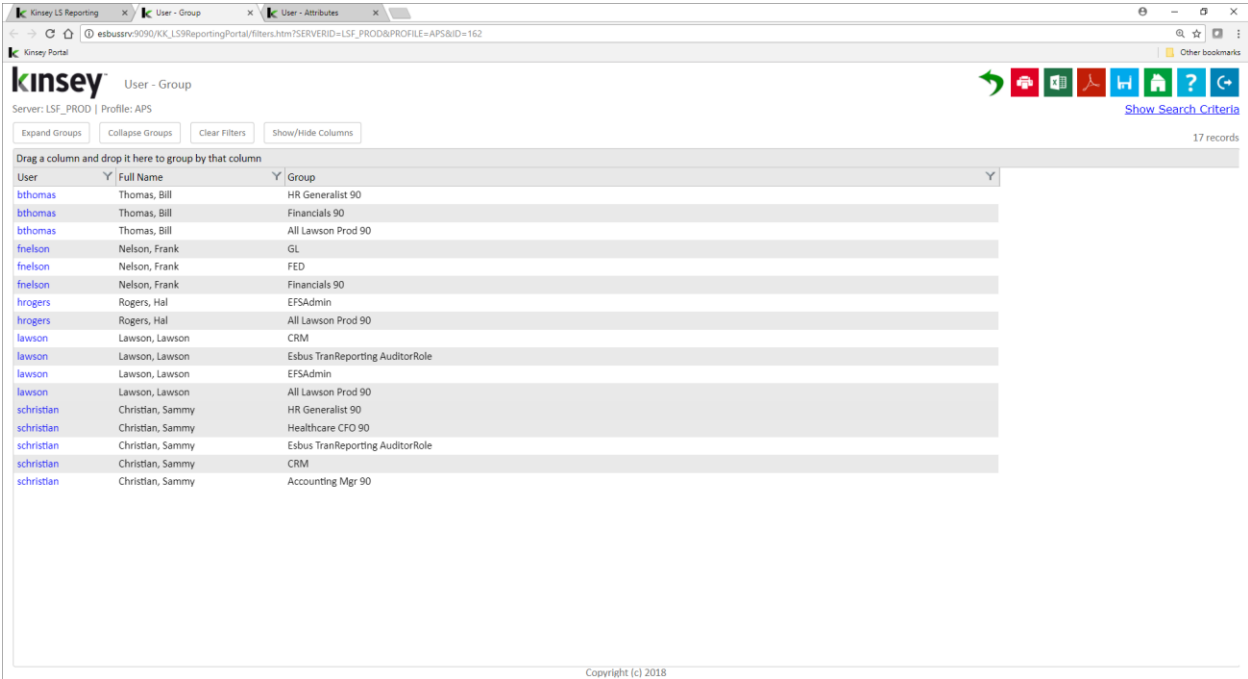 Kinsey LS Reporting
User - Group
User - Attributes
esbussrv:9090/KK_LS9ReportingPortal/filters.htm?SERVERID=LSF_PROD&PROFILE=APS&ID=162
Kinsey Portal
Other bookmarks
kinsey User - Group
Server: LSF_PROD | Profile: APS
Show Search Criteria
Expand Groups Collapse Groups Clear Filters Show/Hide Columns
17 records
Drag a column and drop it here to group by that column
User Full Name Group
bthomas Thomas, Bill HR Generalist 90
bthomas Thomas, Bill Financials 90
bthomas Thomas, Bill All Lawson Prod 90
fnelson Nelson, Frank GL
fnelson Nelson, Frank FED
fnelson Nelson, Frank Financials 90
hrogers Rogers, Hal EFSAdmin
hrogers Rogers, Hal All Lawson Prod 90
lawson Lawson, Lawson CRM
lawson Lawson, Lawson Esbus TranReporting AuditorRole
lawson Lawson, Lawson EFSAdmin
lawson Lawson, Lawson All Lawson Prod 90
schristian Christian, Sammy HR Generalist 90
schristian Christian, Sammy Healthcare CFO 90
schristian Christian, Sammy Esbus TranReporting AuditorRole
schristian Christian, Sammy CRM
schristian Christian, Sammy Accounting Mgr 90
Copyright (c) 2018